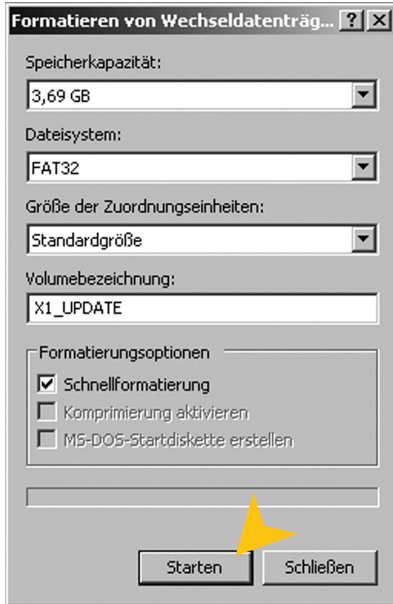 Formatieren von Wechseldatenträg...
Speicherkapazität:
3,69 GB
Dateisystem:
FAT32
Größe der Zuordnungseinheiten:
Standardgröße
Volumebezeichnung:
X1_UPDATE
Formatierungsoptionen
Schnellformatierung
Komprimierung aktivieren
MS-DOS-Startdiskette erstellen
Starten Schließen